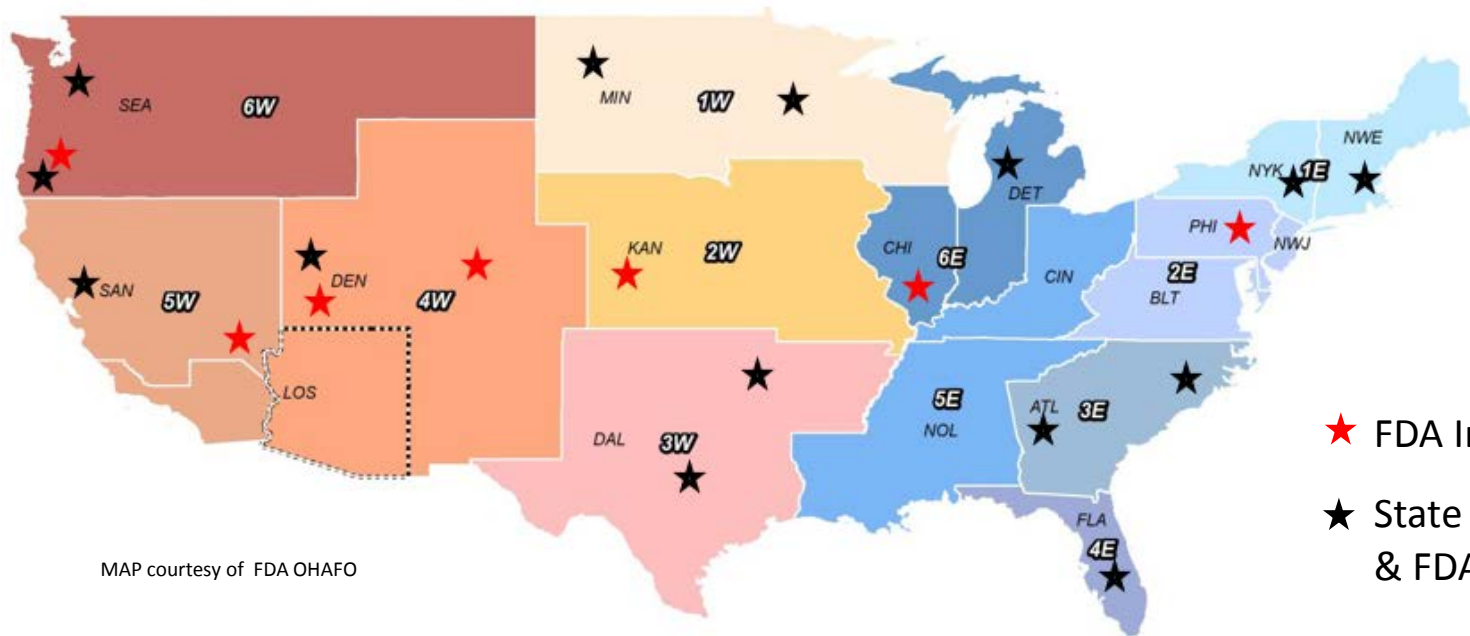 SEA
6W
MIN
1W
NWE
NYK
1E
DET
PHI
NWJ
KAN
2W
CHI
6E
CIN
2E
BLT
SAN
5W
DEN
4W
LOS
DAL
3W
5E
NOL
ATL
3E
FLA
4E
FDA
State
& FDA
MAP courtesy of FDA OHAFO